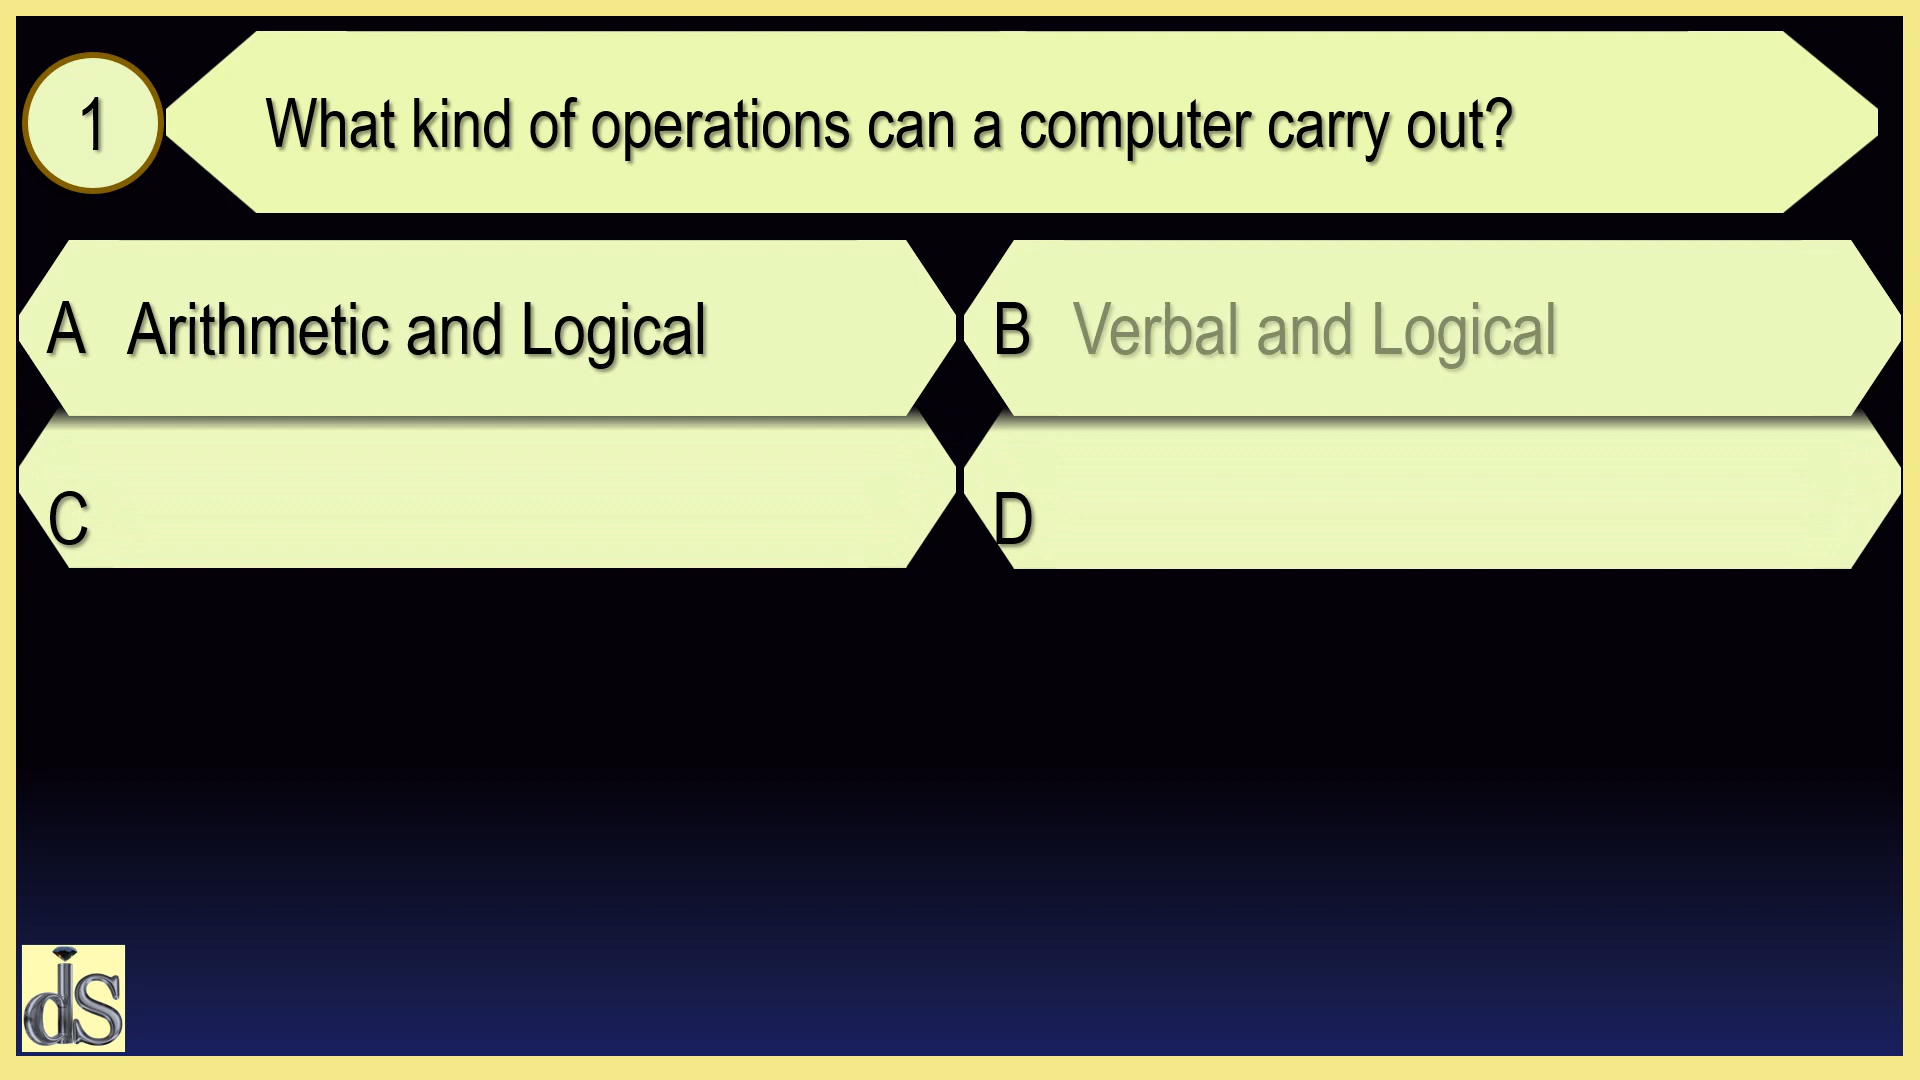 1
What kind of operations can a computer carry out?
A Arithmetic and Logical
B Verbal and Logical
C
D
ds